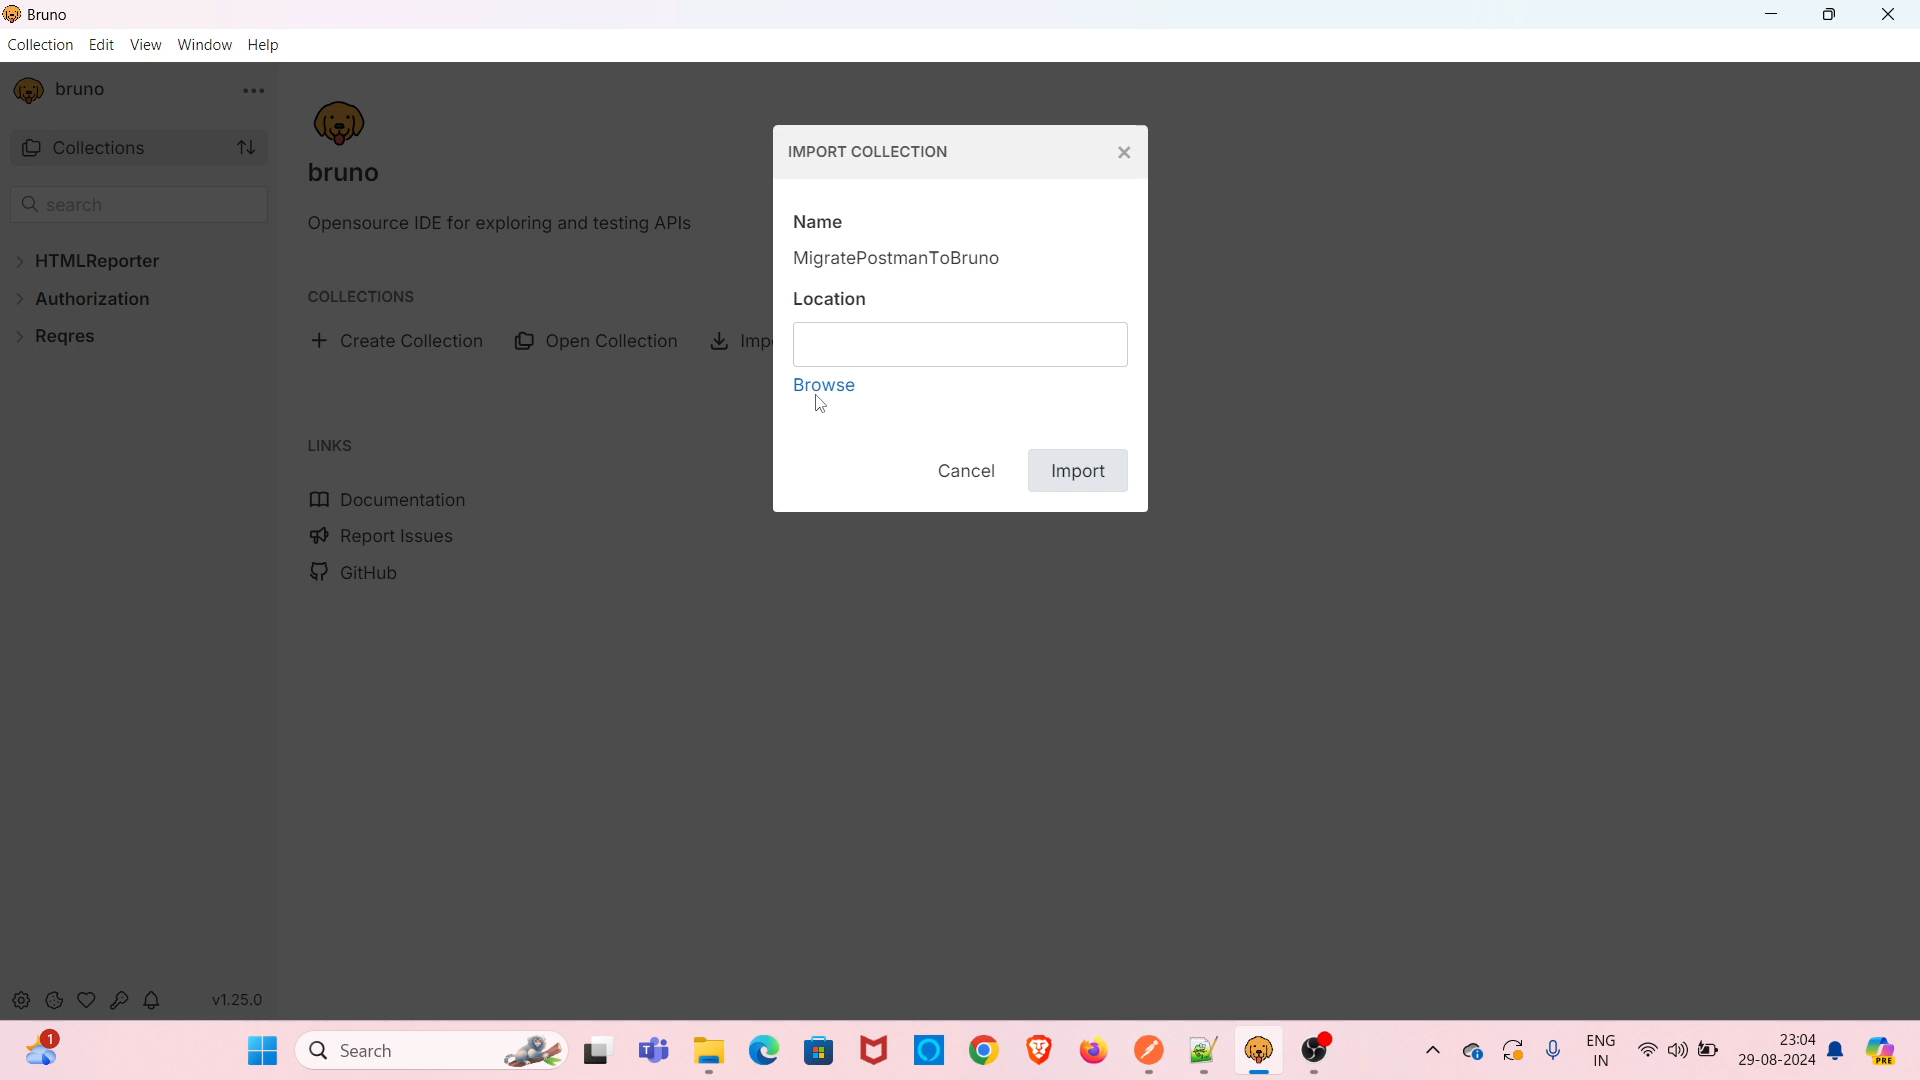 Bruno
Collection Edit View Window Help
bruno
Collections
search
HTMLReporter
Authorization
Reqres
bruno
Opensource IDE for exploring and testing APIs
COLLECTIONS
Create Collection Open Collection Imp
LINKS
Documentation
Report Issues
GitHub
IMPORT COLLECTION
Name
MigratePostmanToBruno
Location
Browse
Cancel Import
v1.25.0
1
Search
ENG
IN
23:04
29-08-2024
PRE